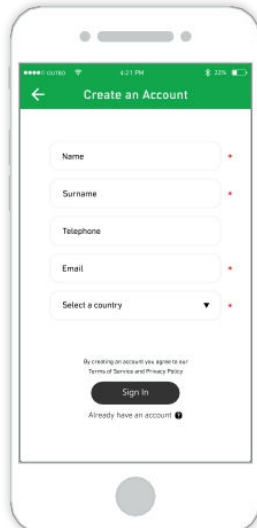 4:21 PM
22%
Create an Account
Name *
Surname *
Telephone
Email *
Select a country ▼ *
By creating an account you agree to our
Terms of Service and Privacy Policy
Sign In
Already have an account ?